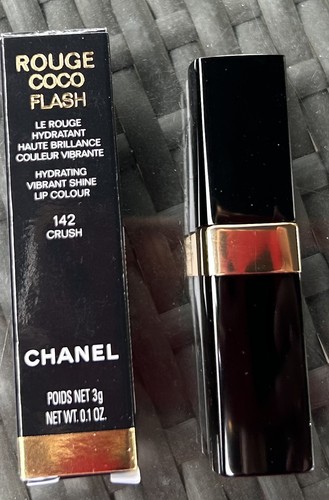 ROUGE
COCO
FLASH
LE ROUGE
HYDRATANT
HAUTE BRILLANCE
COULEUR VIBRANTE
HYDRATING
VIBRANT SHINE
LIP COLOUR
142
CRUSH
CHANEL
POIDS NET 3g
NET WT. 0.1 OZ.